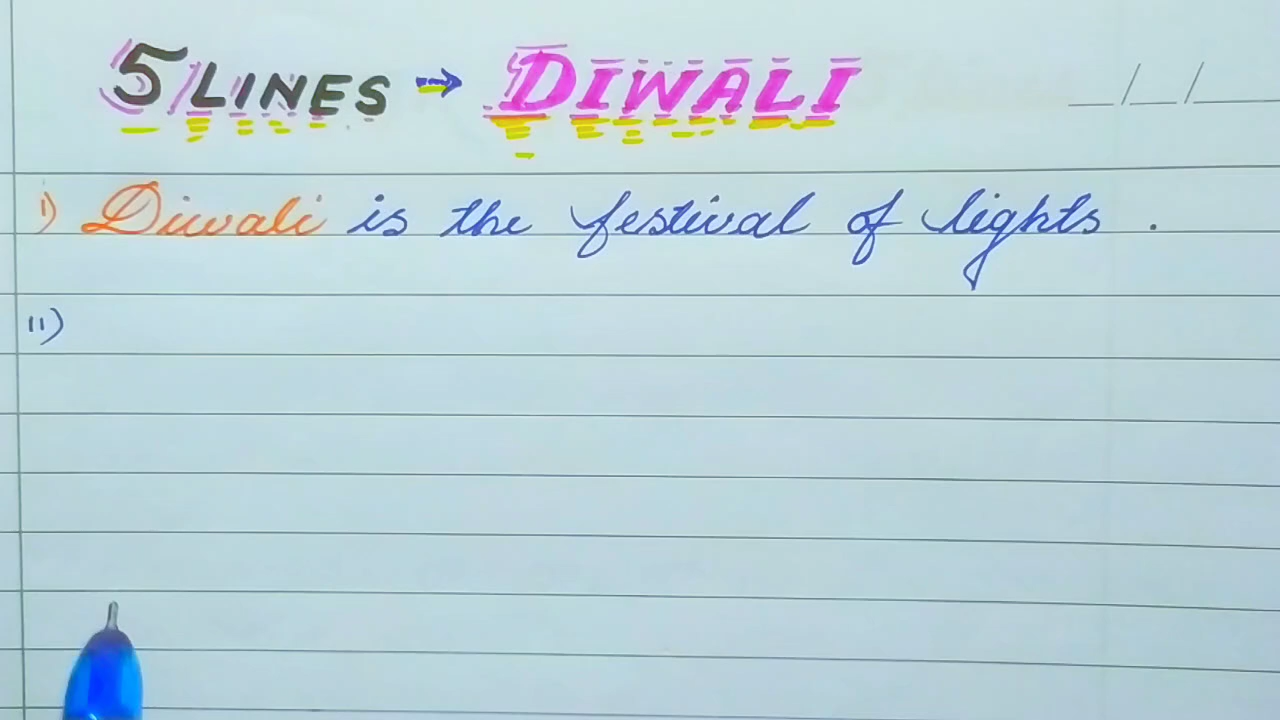 5 LINES → DIWALI
__/__/____
i) Diwali is the festival of lights .
ii)